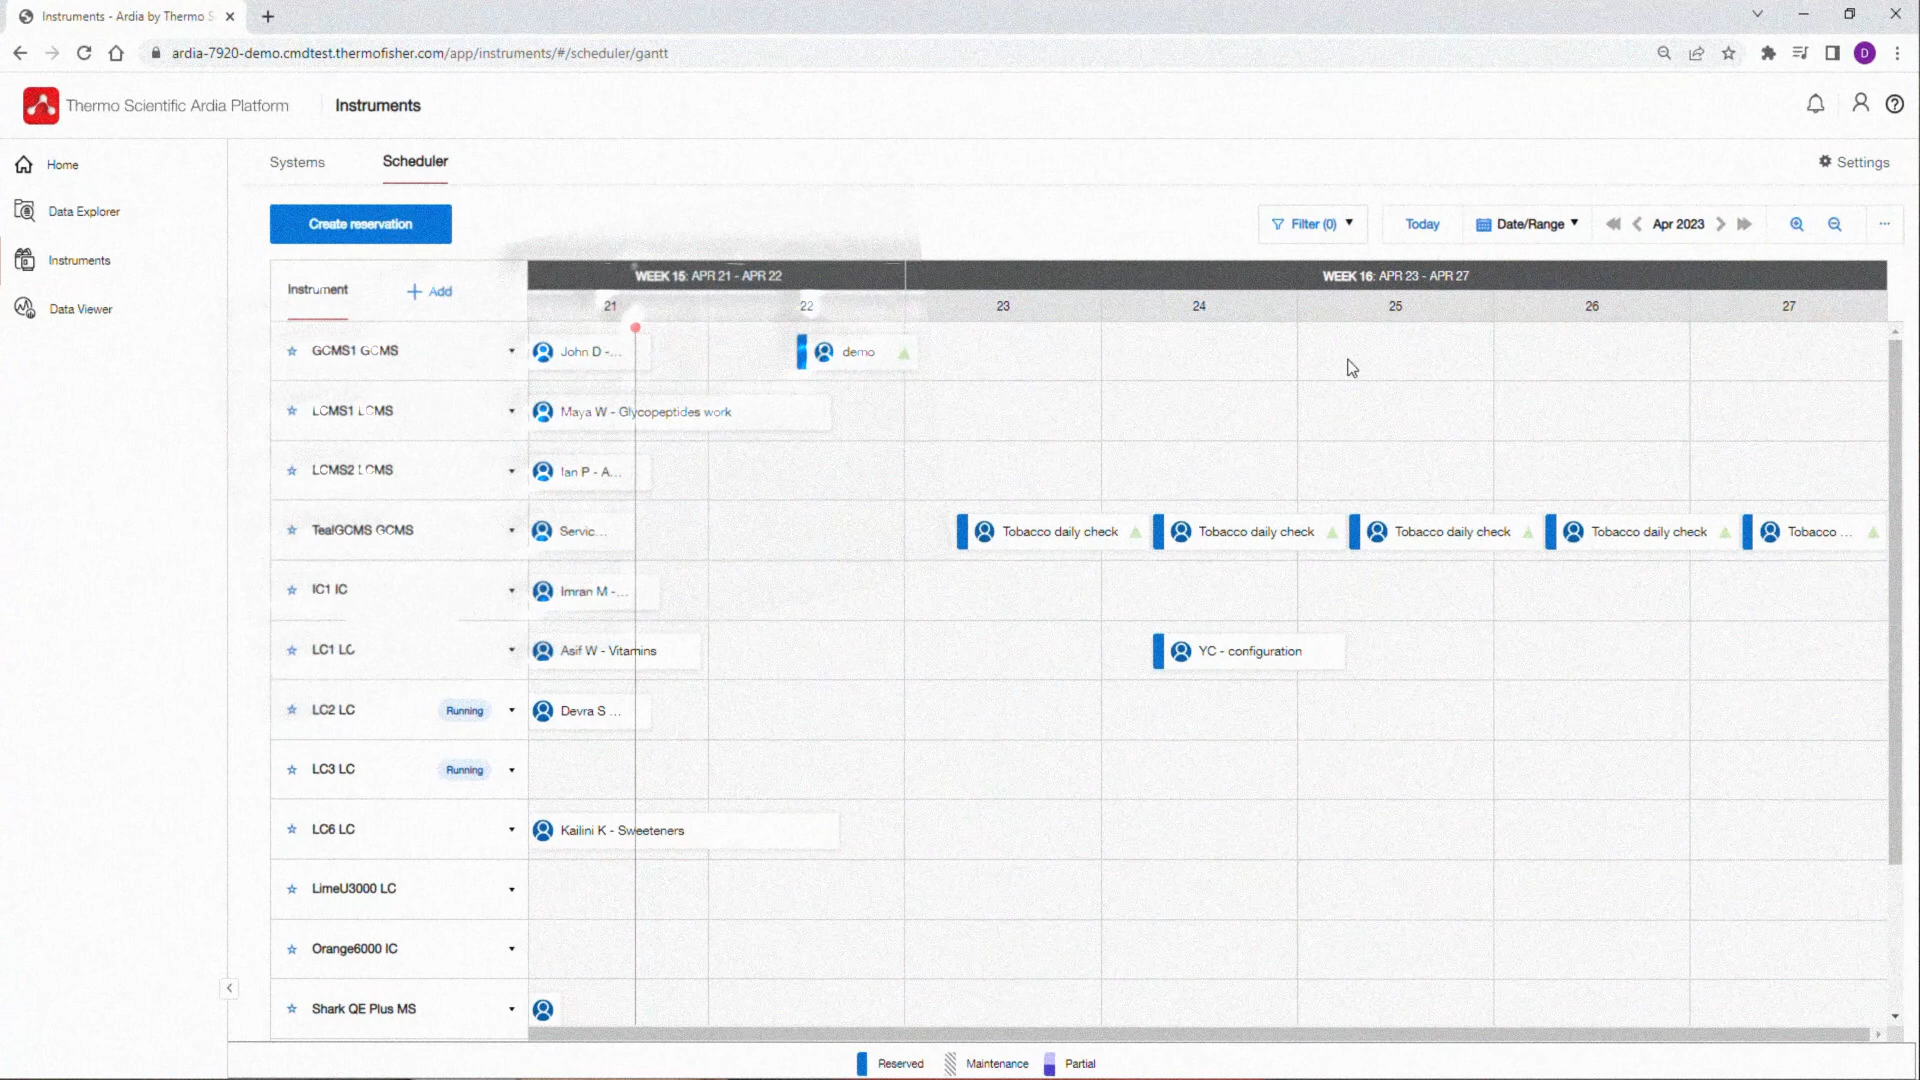 Instruments - Ardia by Thermo S
ardia-7920-demo.cmdtest.thermofisher.com/app/instruments/#/scheduler/gantt
D
Thermo Scientific Ardia Platform
Instruments
Home
Data Explorer
Instruments
Data Viewer
Systems
Scheduler
Settings
Create reservation
Filter (0)
Today
Date/Range
Apr 2023
Instrument
Add
WEEK 15: APR 21 - APR 22
WEEK 16: APR 23 - APR 27
21 22 23 24 25 26 27
GCMS1 GCMS
John D -...
demo
LCMS1 LCMS
Maya W - Glycopeptides work
LCMS2 LCMS
Ian P - A...
TealGCMS GCMS
Servic...
Tobacco daily check
Tobacco daily check
Tobacco daily check
Tobacco daily check
Tobacco ...
IC1 IC
Imran M -...
LC1 LC
Asif W - Vitamins
YC - configuration
LC2 LC
Running
Devra S ...
LC3 LC
Running
LC6 LC
Kailini K - Sweeteners
LimeU3000 LC
Orange6000 IC
Shark QE Plus MS
Reserved
Maintenance
Partial